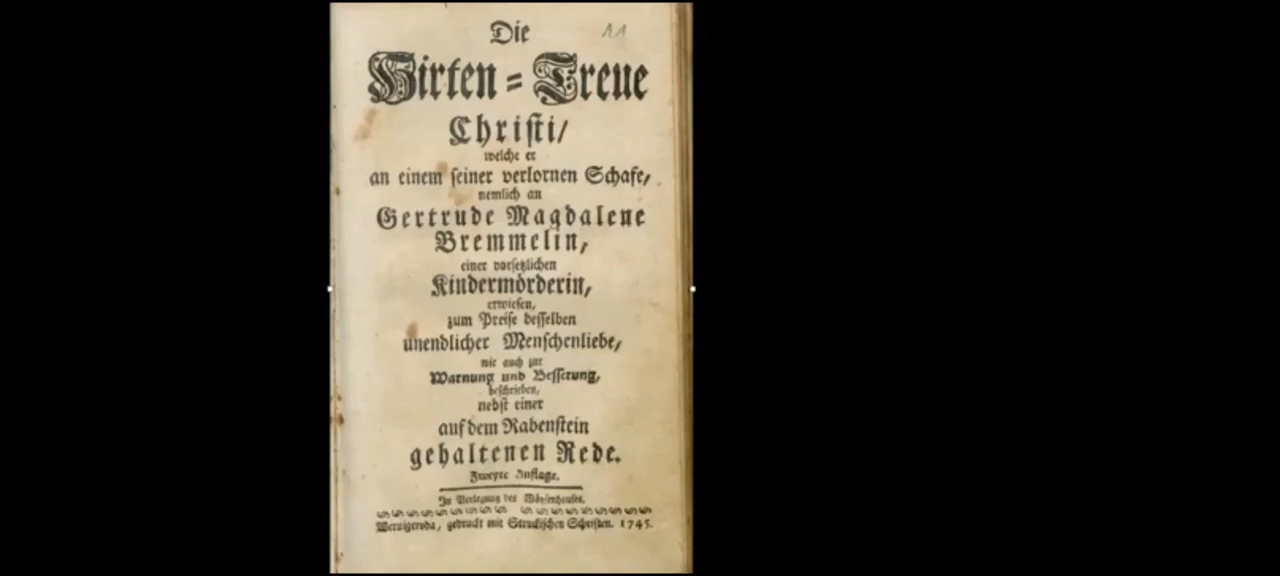 Die
11
Hirten=Treue
Christi/
welche er
an einem seiner verlornen Schafe,
nemlich an
Gertrude Magdalene
Bremmelin,
einer vorsetzlichen
Kindermörderin,
erwiesen,
zum Preise desselben
unendlicher Menschenliebe,
wie auch zur
Warnung und Besserung,
beschrieben,
nebst einer
auf dem Rabenstein
gehaltenen Rede.
Zweyte Auflage.
In Verlegung des Wäysenhauses.
Wernigeroda, gedruckt mit Struckischen Schriften. 1745.